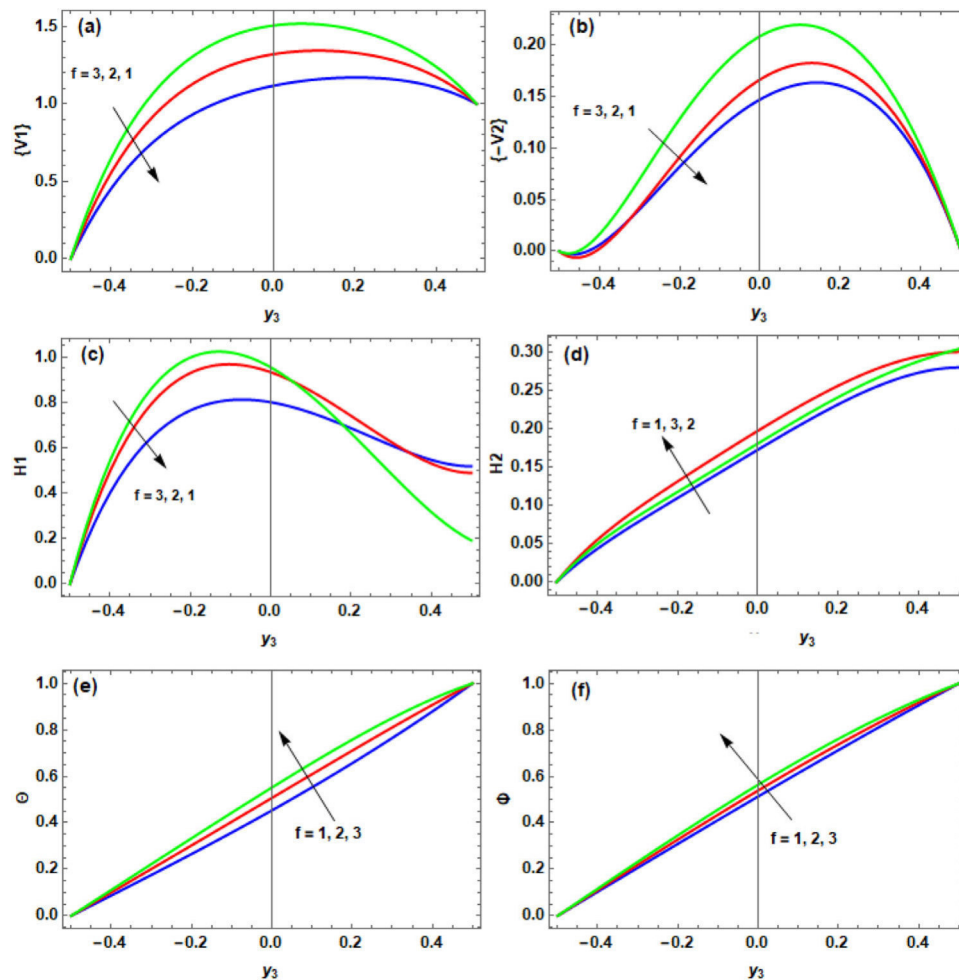 (a)
f = 3, 2, 1
{V1}
1.5
1.0
0.5
0.0
−0.4 −0.2 0.0 0.2 0.4
y3
(b)
f = 3, 2, 1
{−V2}
0.20
0.15
0.10
0.05
0.00
−0.4 −0.2 0.0 0.2 0.4
y3
(c)
f = 3, 2, 1
H1
1.0
0.8
0.6
0.4
0.2
0.0
−0.4 −0.2 0.0 0.2 0.4
y3
(d)
f = 1, 3, 2
H2
0.30
0.25
0.20
0.15
0.10
0.05
0.00
−0.4 −0.2 0.0 0.2 0.4
y3
(e)
f = 1, 2, 3
Θ
1.0
0.8
0.6
0.4
0.2
0.0
−0.4 −0.2 0.0 0.2 0.4
y3
(f)
f = 1, 2, 3
Φ
1.0
0.8
0.6
0.4
0.2
0.0
−0.4 −0.2 0.0 0.2 0.4
y3